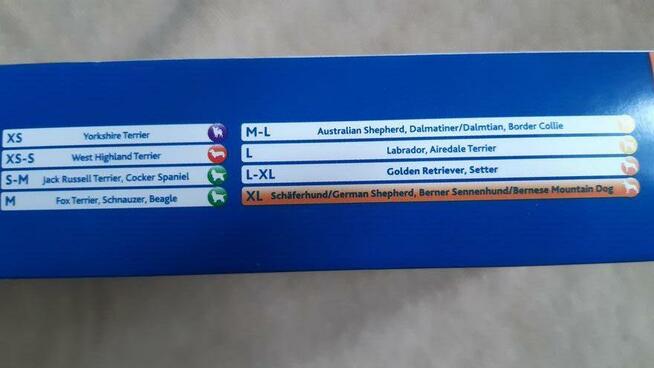 XS Yorkshire Terrier
XS-S West Highland Terrier
S-M Jack Russell Terrier, Cocker Spaniel
M Fox Terrier, Schnauzer, Beagle
M-L Australian Shepherd, Dalmatiner/Dalmtian, Border Collie
L Labrador, Airedale Terrier
L-XL Golden Retriever, Setter
XL Schäferhund/German Shepherd, Berner Sennenhund/Bernese Mountain Dog